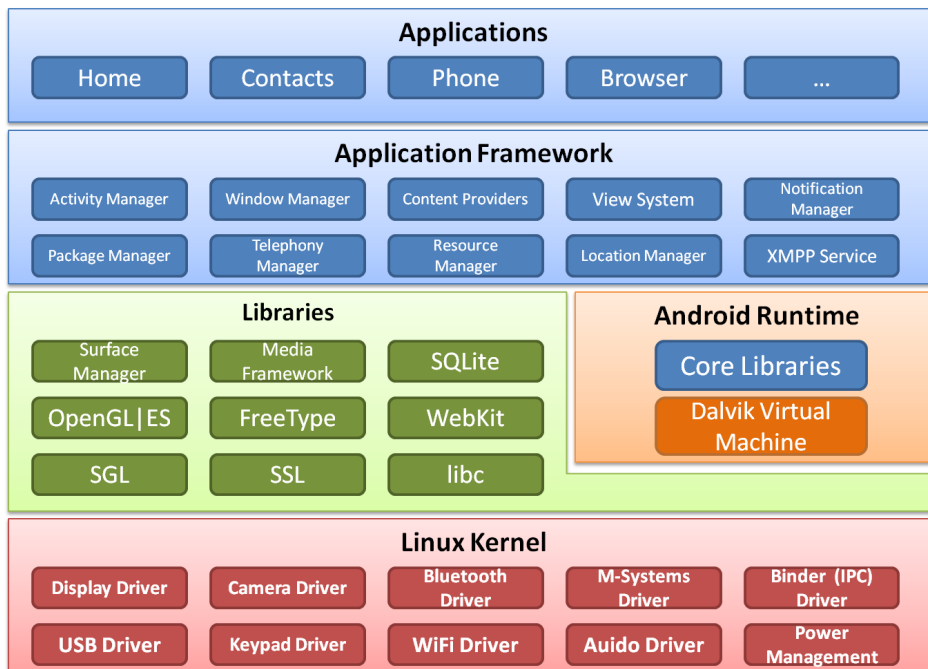 Applications
Home
Contacts
Phone
Browser
...
Application Framework
Activity Manager
Window Manager
Content Providers
View System
Notification
Manager
Package Manager
Telephony
Manager
Resource
Manager
Location Manager
XMPP Service
Libraries
Surface
Manager
Media
Framework
SQLite
OpenGL|ES
FreeType
WebKit
SGL
SSL
libc
Android Runtime
Core Libraries
Dalvik Virtual
Machine
Linux Kernel
Display Driver
Camera Driver
Bluetooth
Driver
M-Systems
Driver
Binder (IPC)
Driver
USB Driver
Keypad Driver
WiFi Driver
Auido Driver
Power
Management